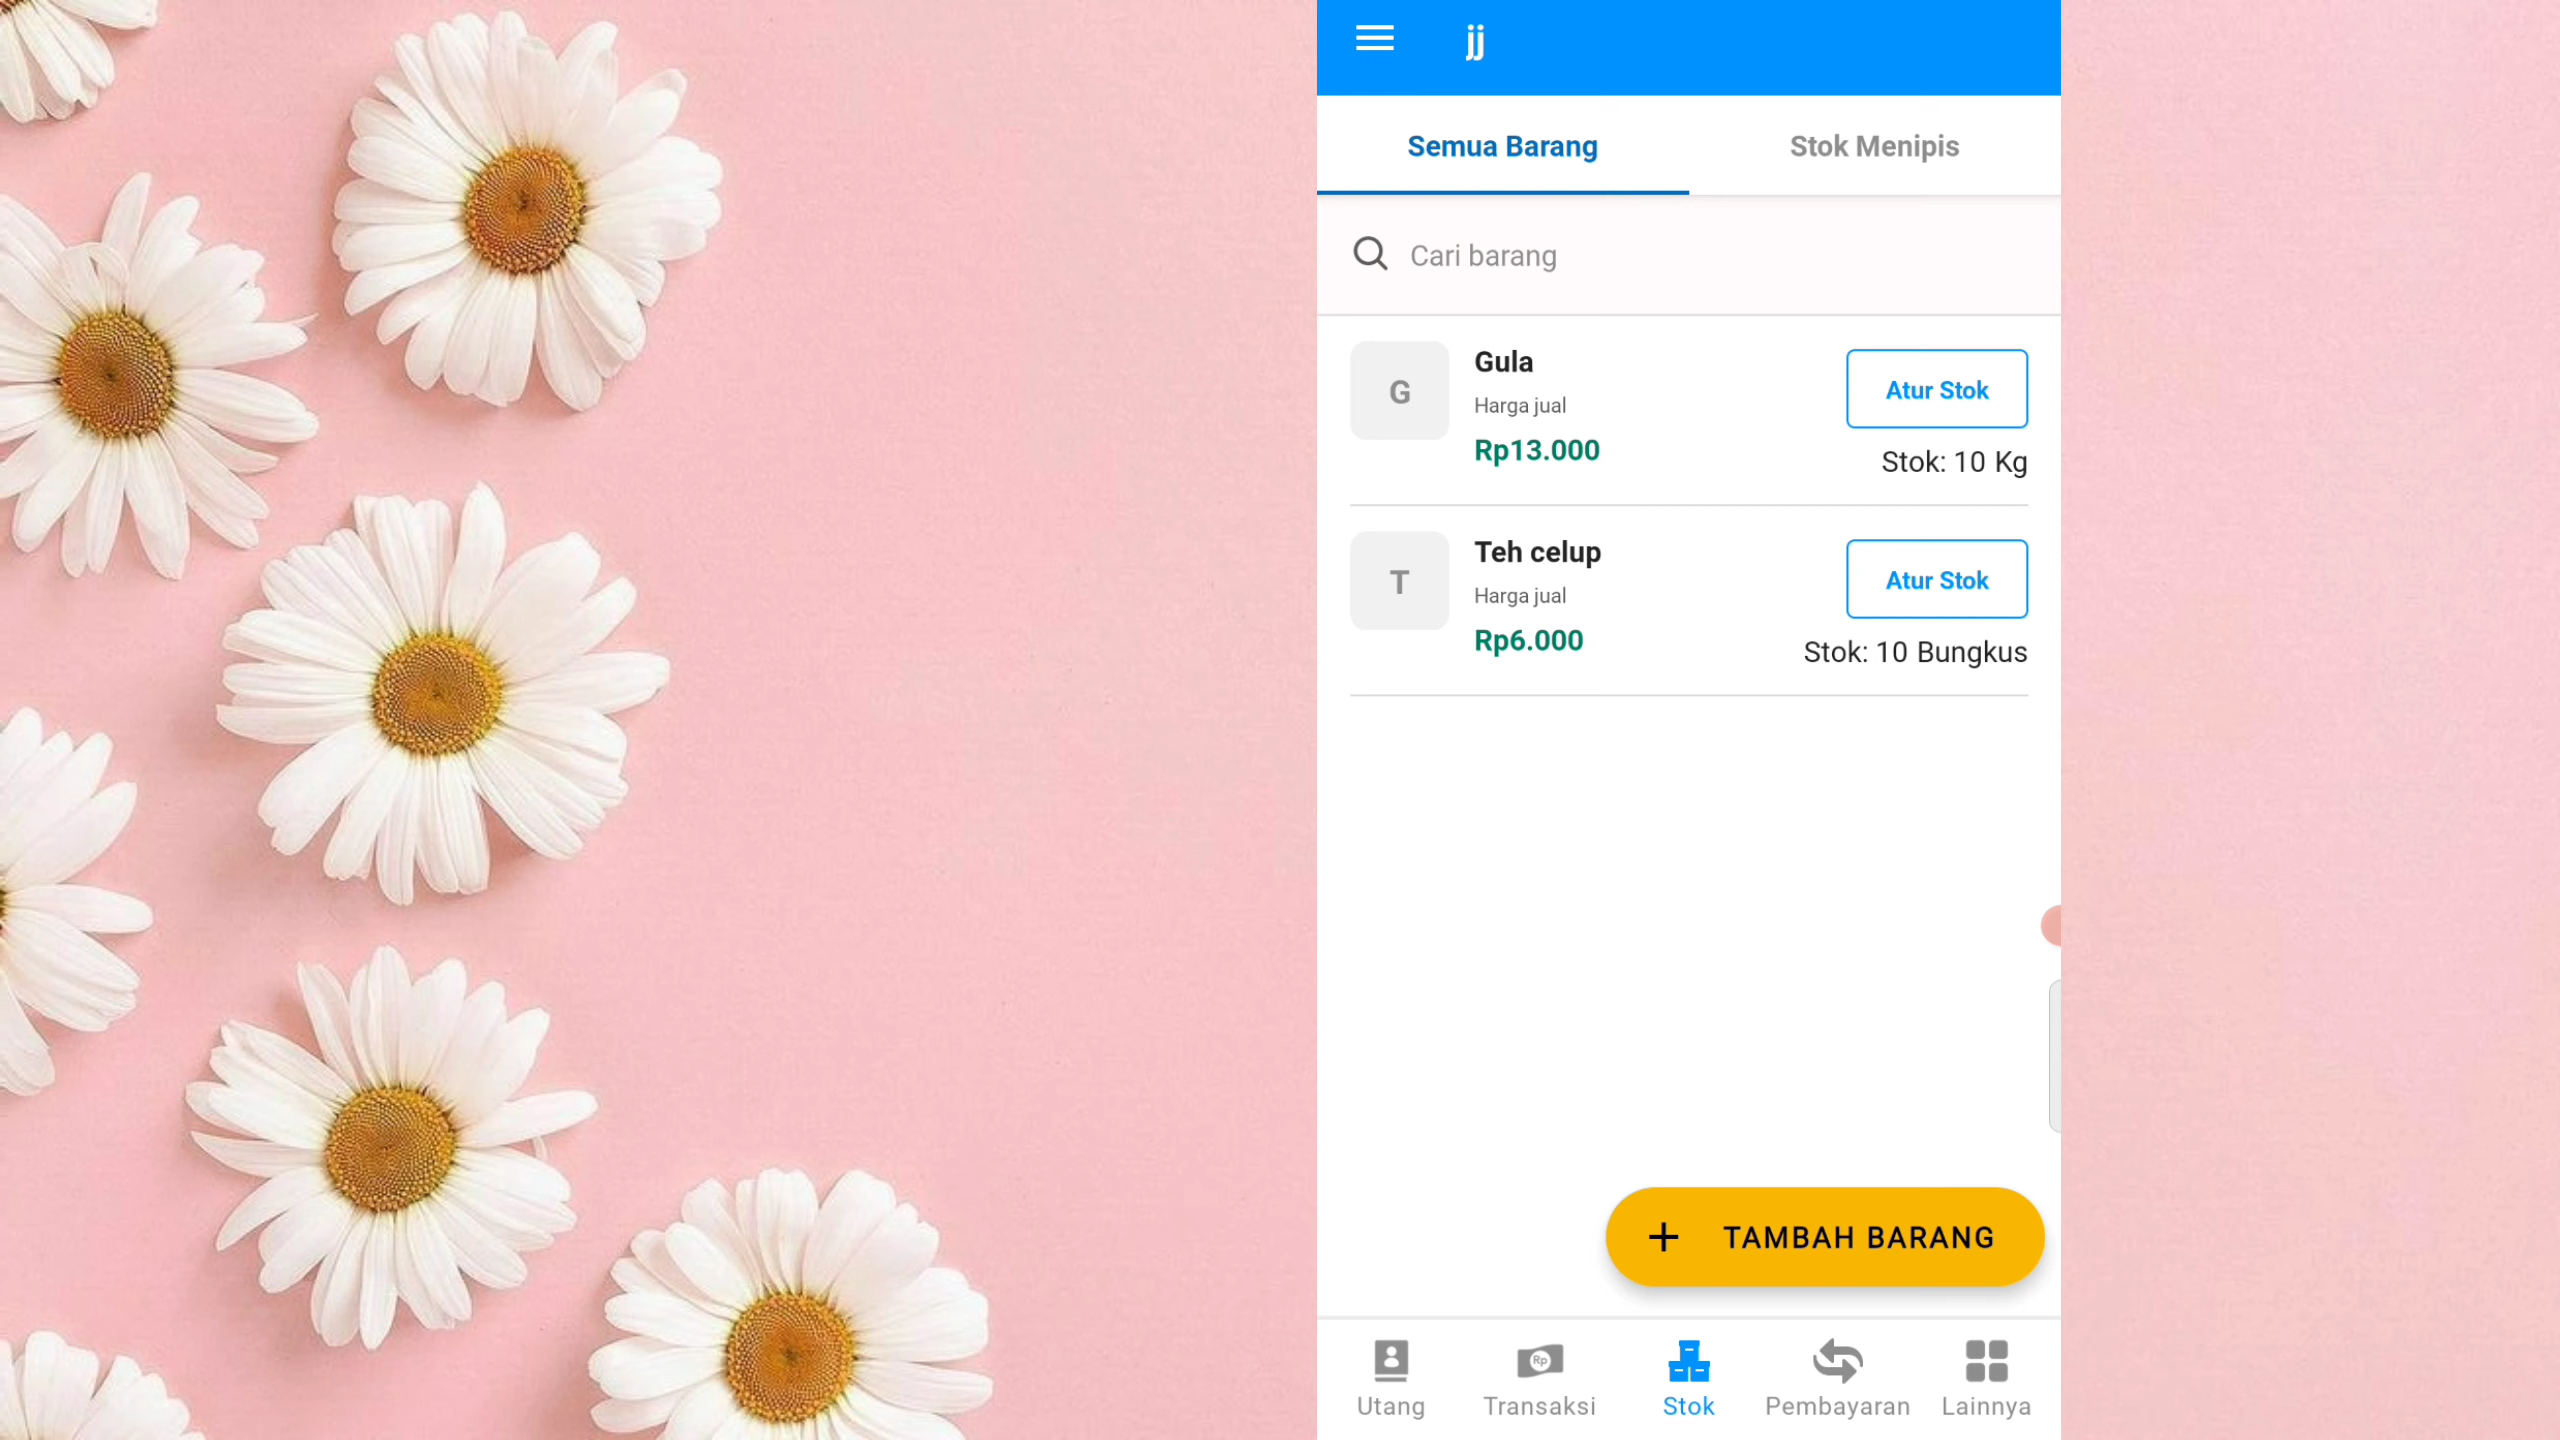 jj
Semua Barang
Stok Menipis
Cari barang
G
Gula
Harga jual
Rp13.000
Atur Stok
Stok: 10 Kg
T
Teh celup
Harga jual
Rp6.000
Atur Stok
Stok: 10 Bungkus
+ TAMBAH BARANG
Rp
Utang
Transaksi
Stok
Pembayaran
Lainnya